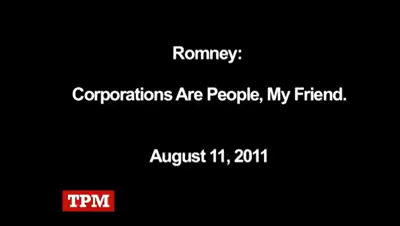 Romney:
Corporations Are People, My Friend.
August 11, 2011
TPM